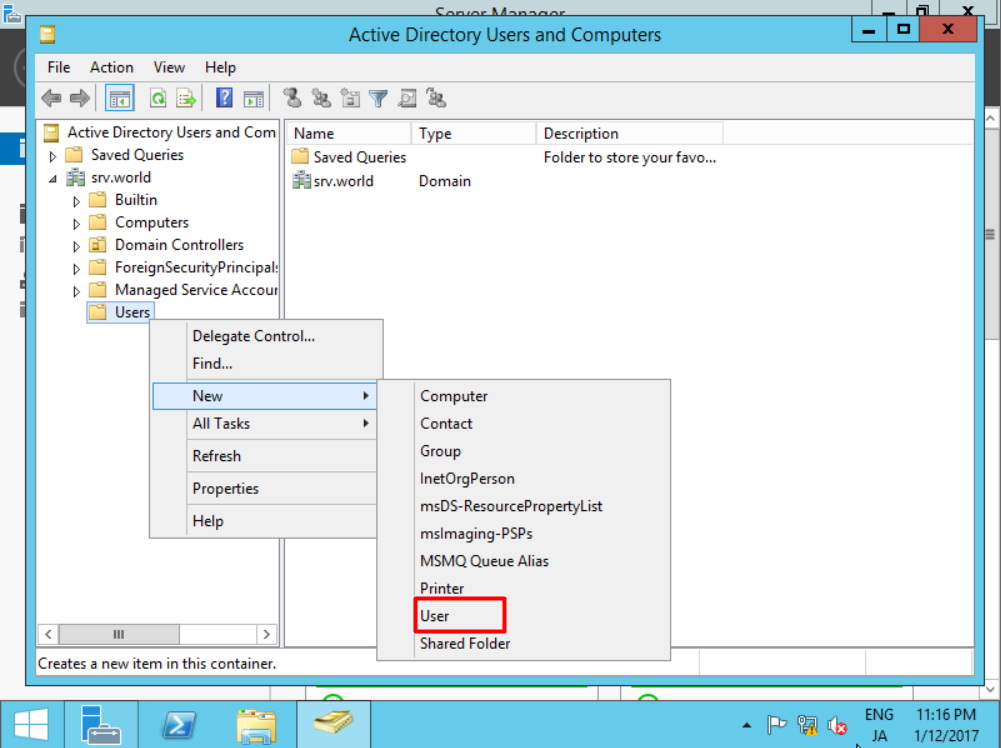 Server Manager
Active Directory Users and Computers
File Action View Help
Active Directory Users and Com
Saved Queries
srv.world
Builtin
Computers
Domain Controllers
ForeignSecurityPrincipals
Managed Service Accour
Users
Name Type Description
Saved Queries Folder to store your favo...
srv.world Domain
Delegate Control...
Find...
New
All Tasks
Refresh
Properties
Help
Computer
Contact
Group
InetOrgPerson
msDS-ResourcePropertyList
msImaging-PSPs
MSMQ Queue Alias
Printer
User
Shared Folder
Creates a new item in this container.
ENG
JA
11:16 PM
1/12/2017